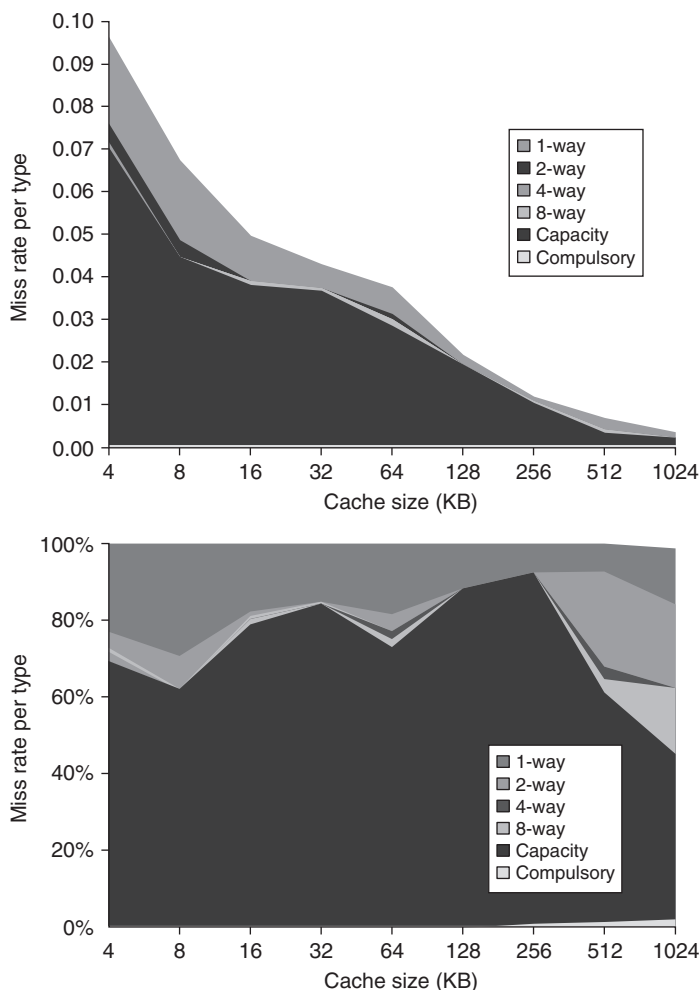 0.10
0.09
0.08
0.07
0.06
0.05
0.04
0.03
0.02
0.01
0.00
Miss rate per type
1-way
2-way
4-way
8-way
Capacity
Compulsory
4 8 16 32 64 128 256 512 1024
Cache size (KB)
100%
80%
60%
40%
20%
0%
Miss rate per type
1-way
2-way
4-way
8-way
Capacity
Compulsory
4 8 16 32 64 128 256 512 1024
Cache size (KB)